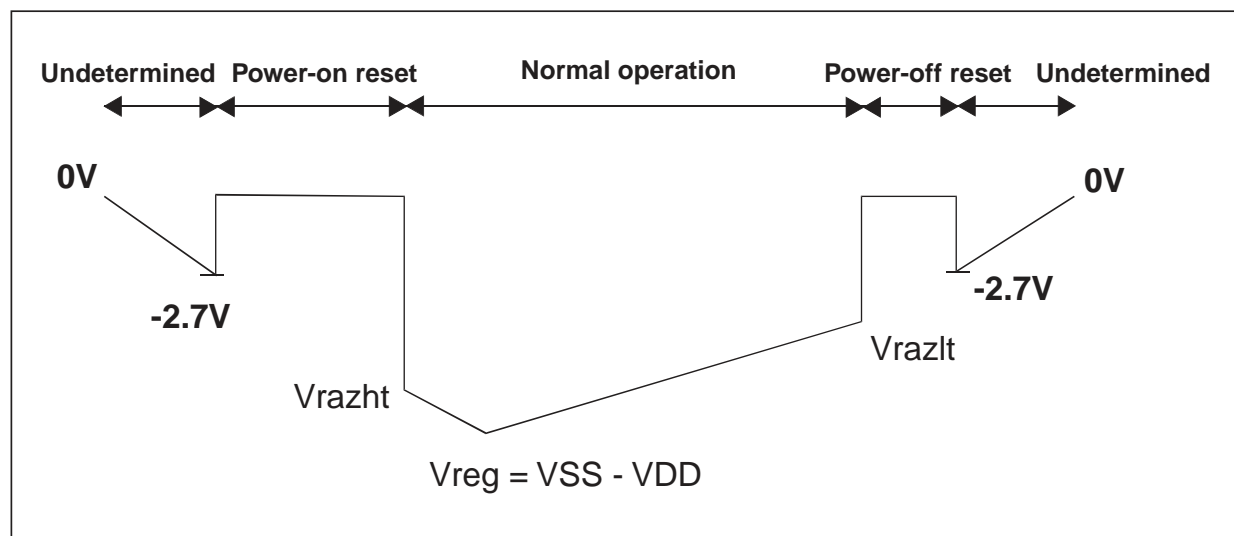 Undetermined Power-on reset Normal operation Power-off reset Undetermined
0V 0V
-2.7V -2.7V
Vrazht Vrazlt
Vreg = VSS - VDD